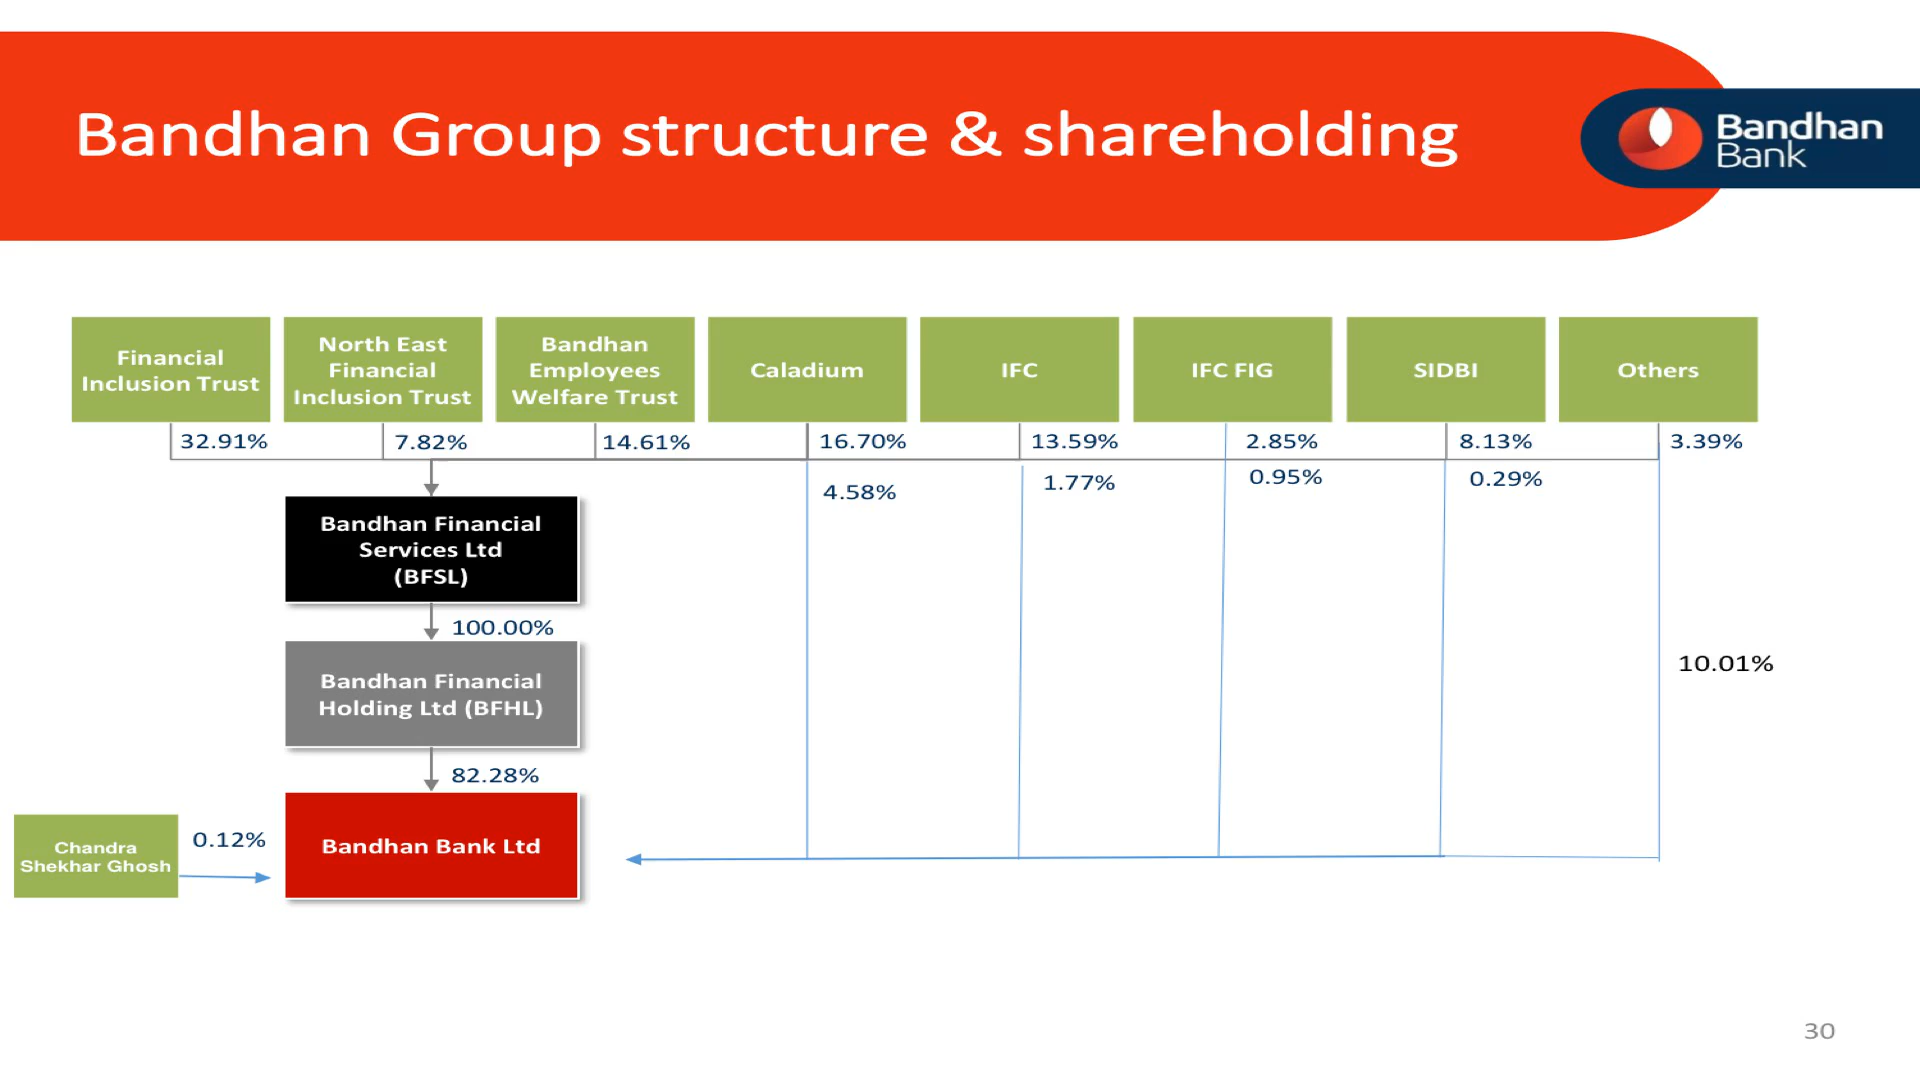 Bandhan Group structure & shareholding
Bandhan
Bank
Financial
Inclusion Trust
North East
Financial
Inclusion Trust
Bandhan
Employees
Welfare Trust
Caladium
IFC
IFC FIG
SIDBI
Others
32.91%
7.82%
14.61%
16.70%
13.59%
2.85%
8.13%
3.39%
4.58%
1.77%
0.95%
0.29%
Bandhan Financial
Services Ltd
(BFSL)
100.00%
10.01%
Bandhan Financial
Holding Ltd (BFHL)
82.28%
Chandra
Shekhar Ghosh
0.12%
Bandhan Bank Ltd
30